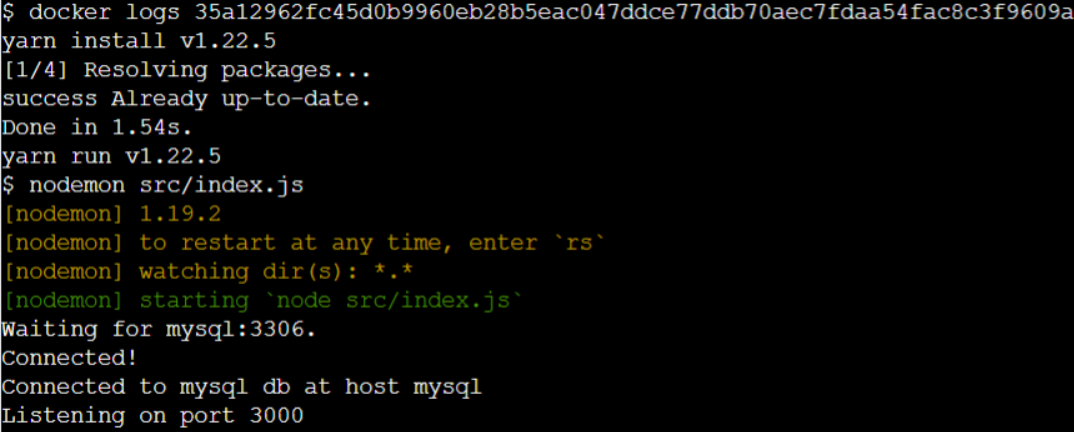 $ docker logs 35a12962fc45d0b9960eb28b5eac047ddce77ddb70aec7fdaa54fac8c3f9609a
yarn install v1.22.5
[1/4] Resolving packages...
success Already up-to-date.
Done in 1.54s.
yarn run v1.22.5
$ nodemon src/index.js
[nodemon] 1.19.2
[nodemon] to restart at any time, enter `rs`
[nodemon] watching dir(s): *.*
[nodemon] starting `node src/index.js`
Waiting for mysql:3306.
Connected!
Connected to mysql db at host mysql
Listening on port 3000